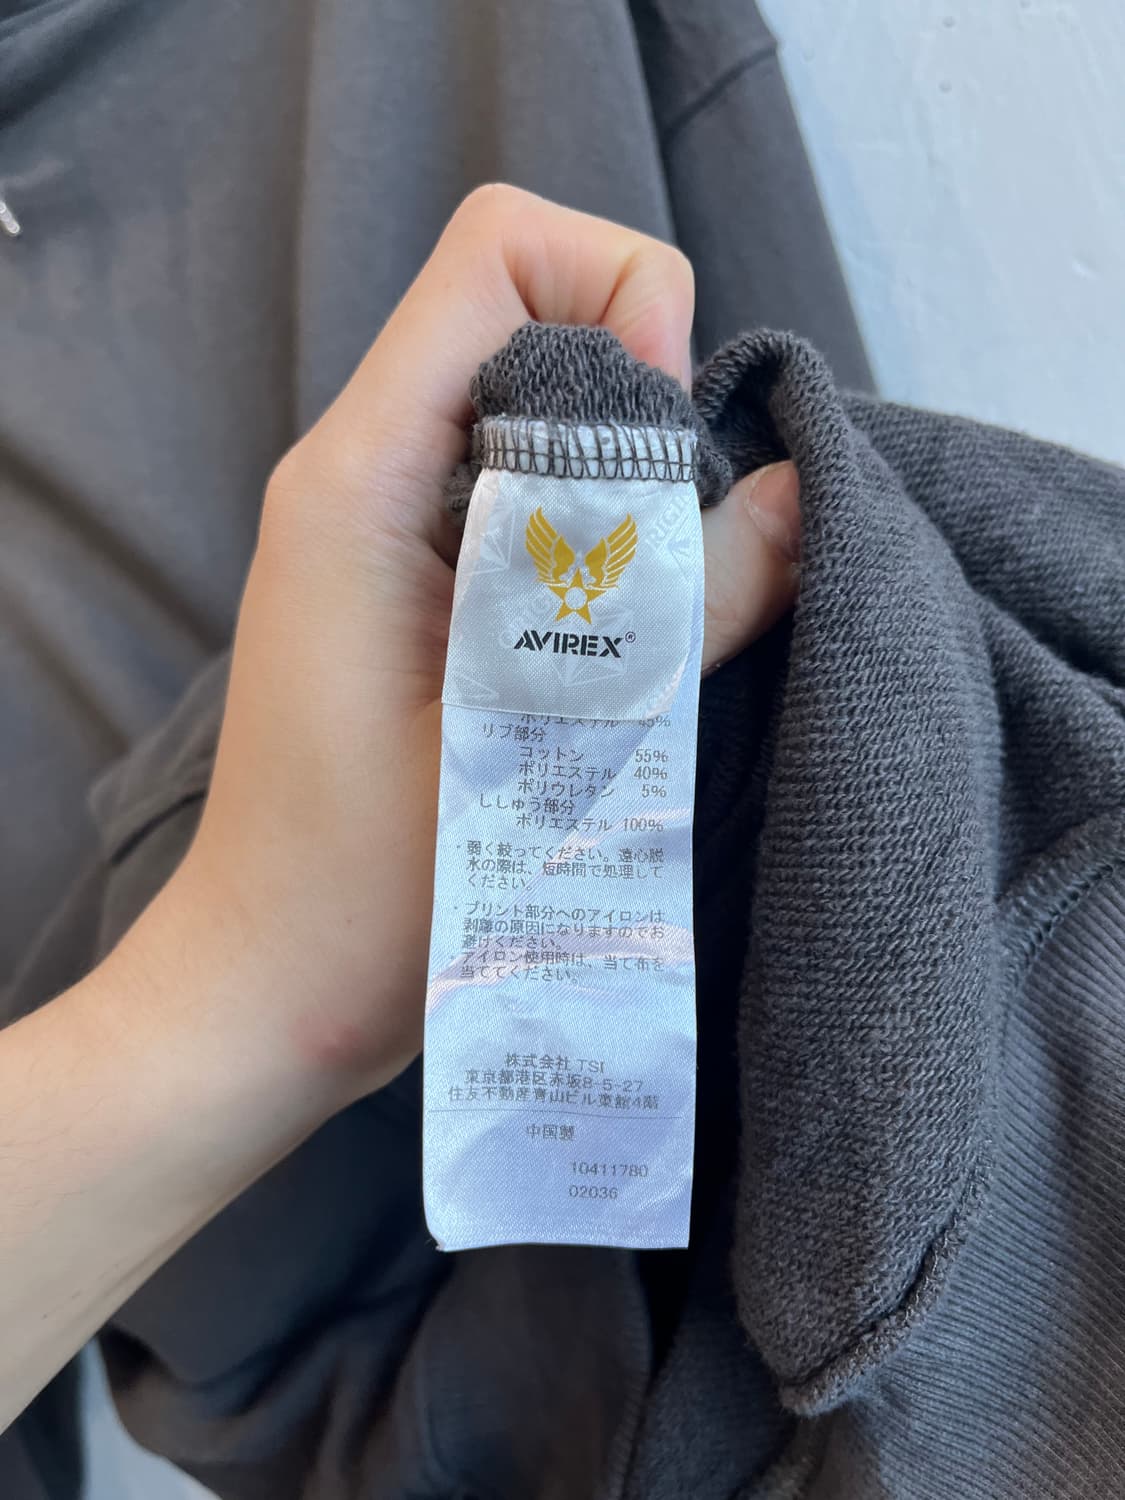 AVIREX®
ポリエステル 45%
リブ部分
コットン 55%
ポリエステル 40%
ポリウレタン 5%
ししゅう部分
ポリエステル 100%
・弱く絞ってください。遠心脱
水の際は、短時間で処理して
ください。
・プリント部分へのアイロンは
剥離の原因になりますのでお
避けください。
アイロン使用時は、当て布を
当ててください。
株式会社 TSI
東京都港区赤坂8-5-27
住友不動産青山ビル東館4階
中国製
10411780
02036